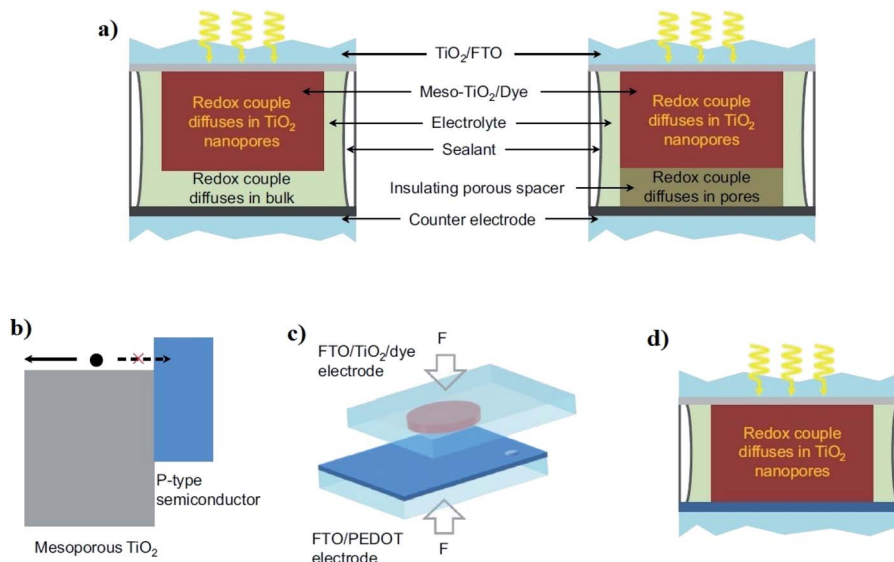 a)
TiO₂/FTO
Redox couple
diffuses in TiO₂
nanopores
Meso-TiO₂/Dye
Redox couple
diffuses in TiO₂
nanopores
Electrolyte
Sealant
Redox couple
diffuses in bulk
Insulating porous spacer
Redox couple
diffuses in pores
Counter electrode
b)
P-type
semiconductor
Mesoporous TiO₂
c)
FTO/TiO₂/dye
electrode
F
FTO/PEDOT
electrode
F
d)
Redox couple
diffuses in TiO₂
nanopores